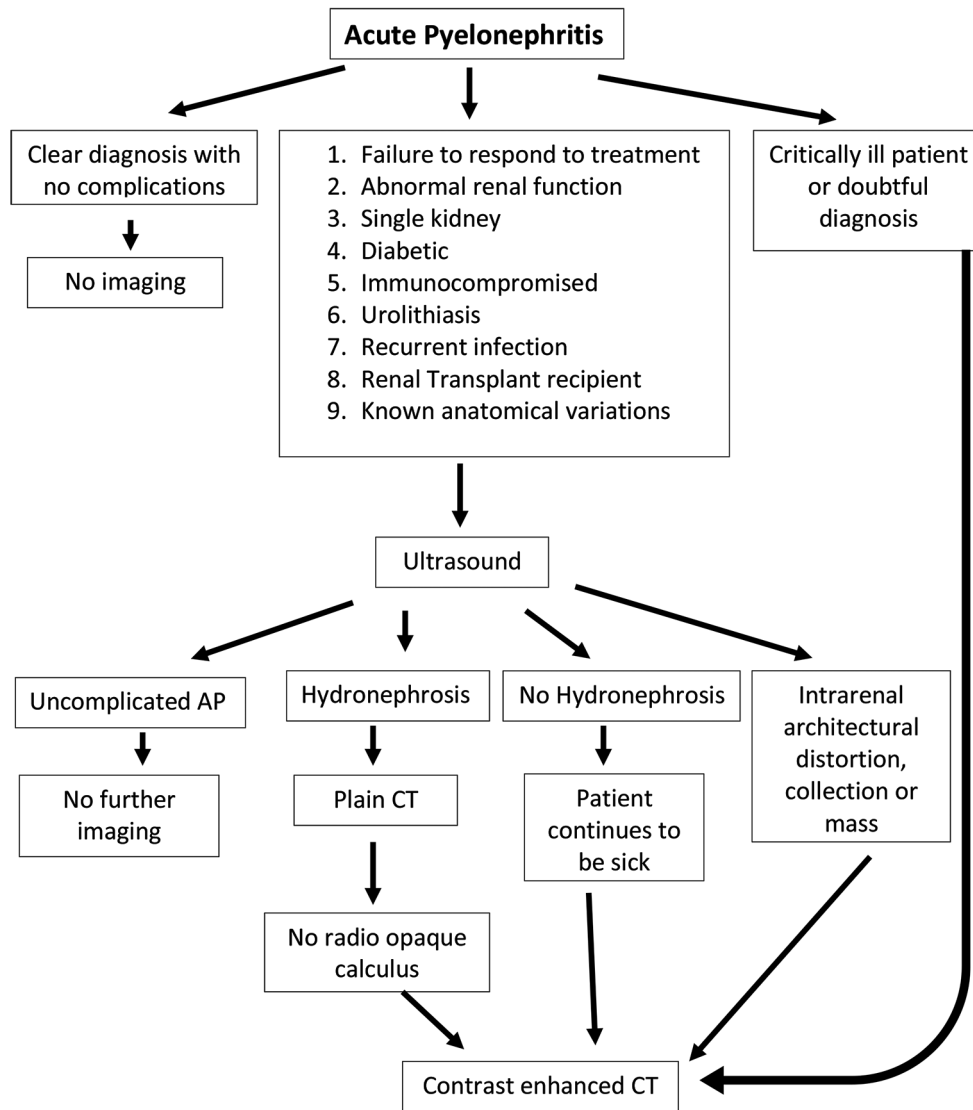 Acute Pyelonephritis
Clear diagnosis with
no complications
No imaging
1. Failure to respond to treatment
2. Abnormal renal function
3. Single kidney
4. Diabetic
5. Immunocompromised
6. Urolithiasis
7. Recurrent infection
8. Renal Transplant recipient
9. Known anatomical variations
Critically ill patient
or doubtful
diagnosis
Ultrasound
Uncomplicated AP
No further
imaging
Hydronephrosis
Plain CT
No radio opaque
calculus
No Hydronephrosis
Patient
continues to
be sick
Intrarenal
architectural
distortion,
collection or
mass
Contrast enhanced CT